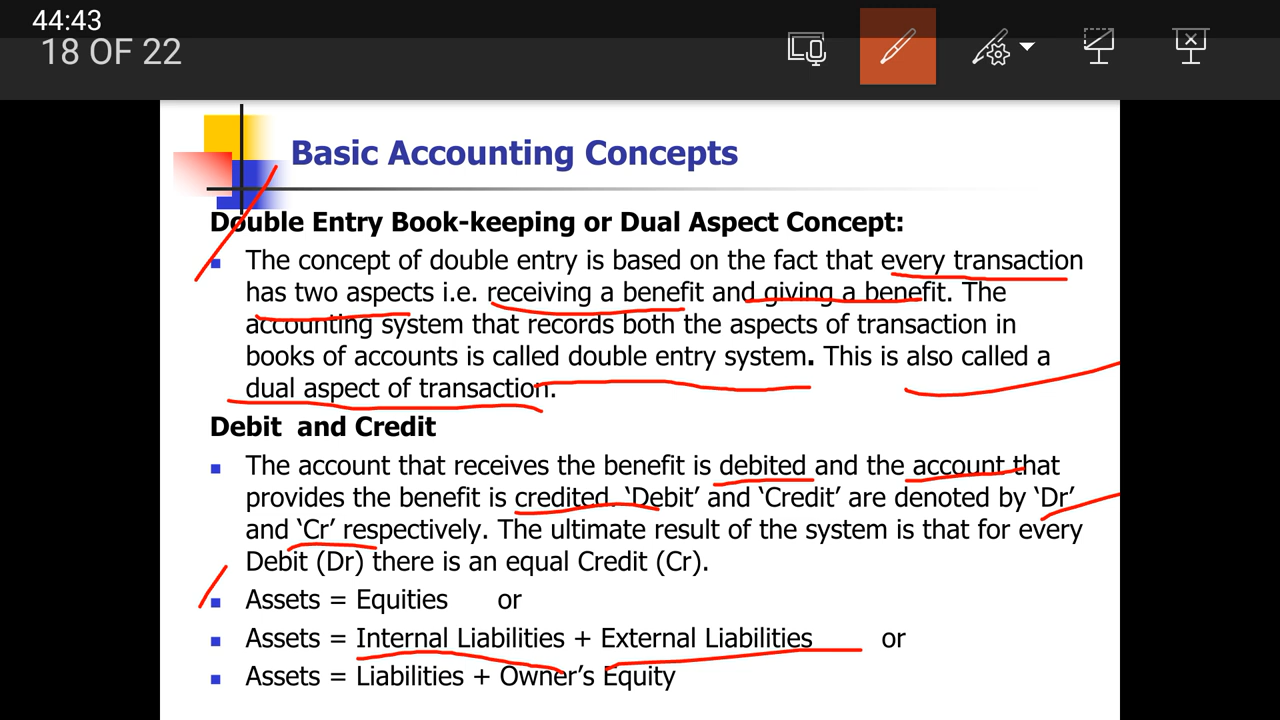 44:43
18 OF 22
Basic Accounting Concepts
Double Entry Book-keeping or Dual Aspect Concept:
The concept of double entry is based on the fact that every transaction
has two aspects i.e. receiving a benefit and giving a benefit. The
accounting system that records both the aspects of transaction in
books of accounts is called double entry system. This is also called a
dual aspect of transaction.
Debit and Credit
The account that receives the benefit is debited and the account that
provides the benefit is credited. ‘Debit’ and ‘Credit’ are denoted by ‘Dr’
and ‘Cr’ respectively. The ultimate result of the system is that for every
Debit (Dr) there is an equal Credit (Cr).
Assets = Equities or
Assets = Internal Liabilities + External Liabilities or
Assets = Liabilities + Owner’s Equity